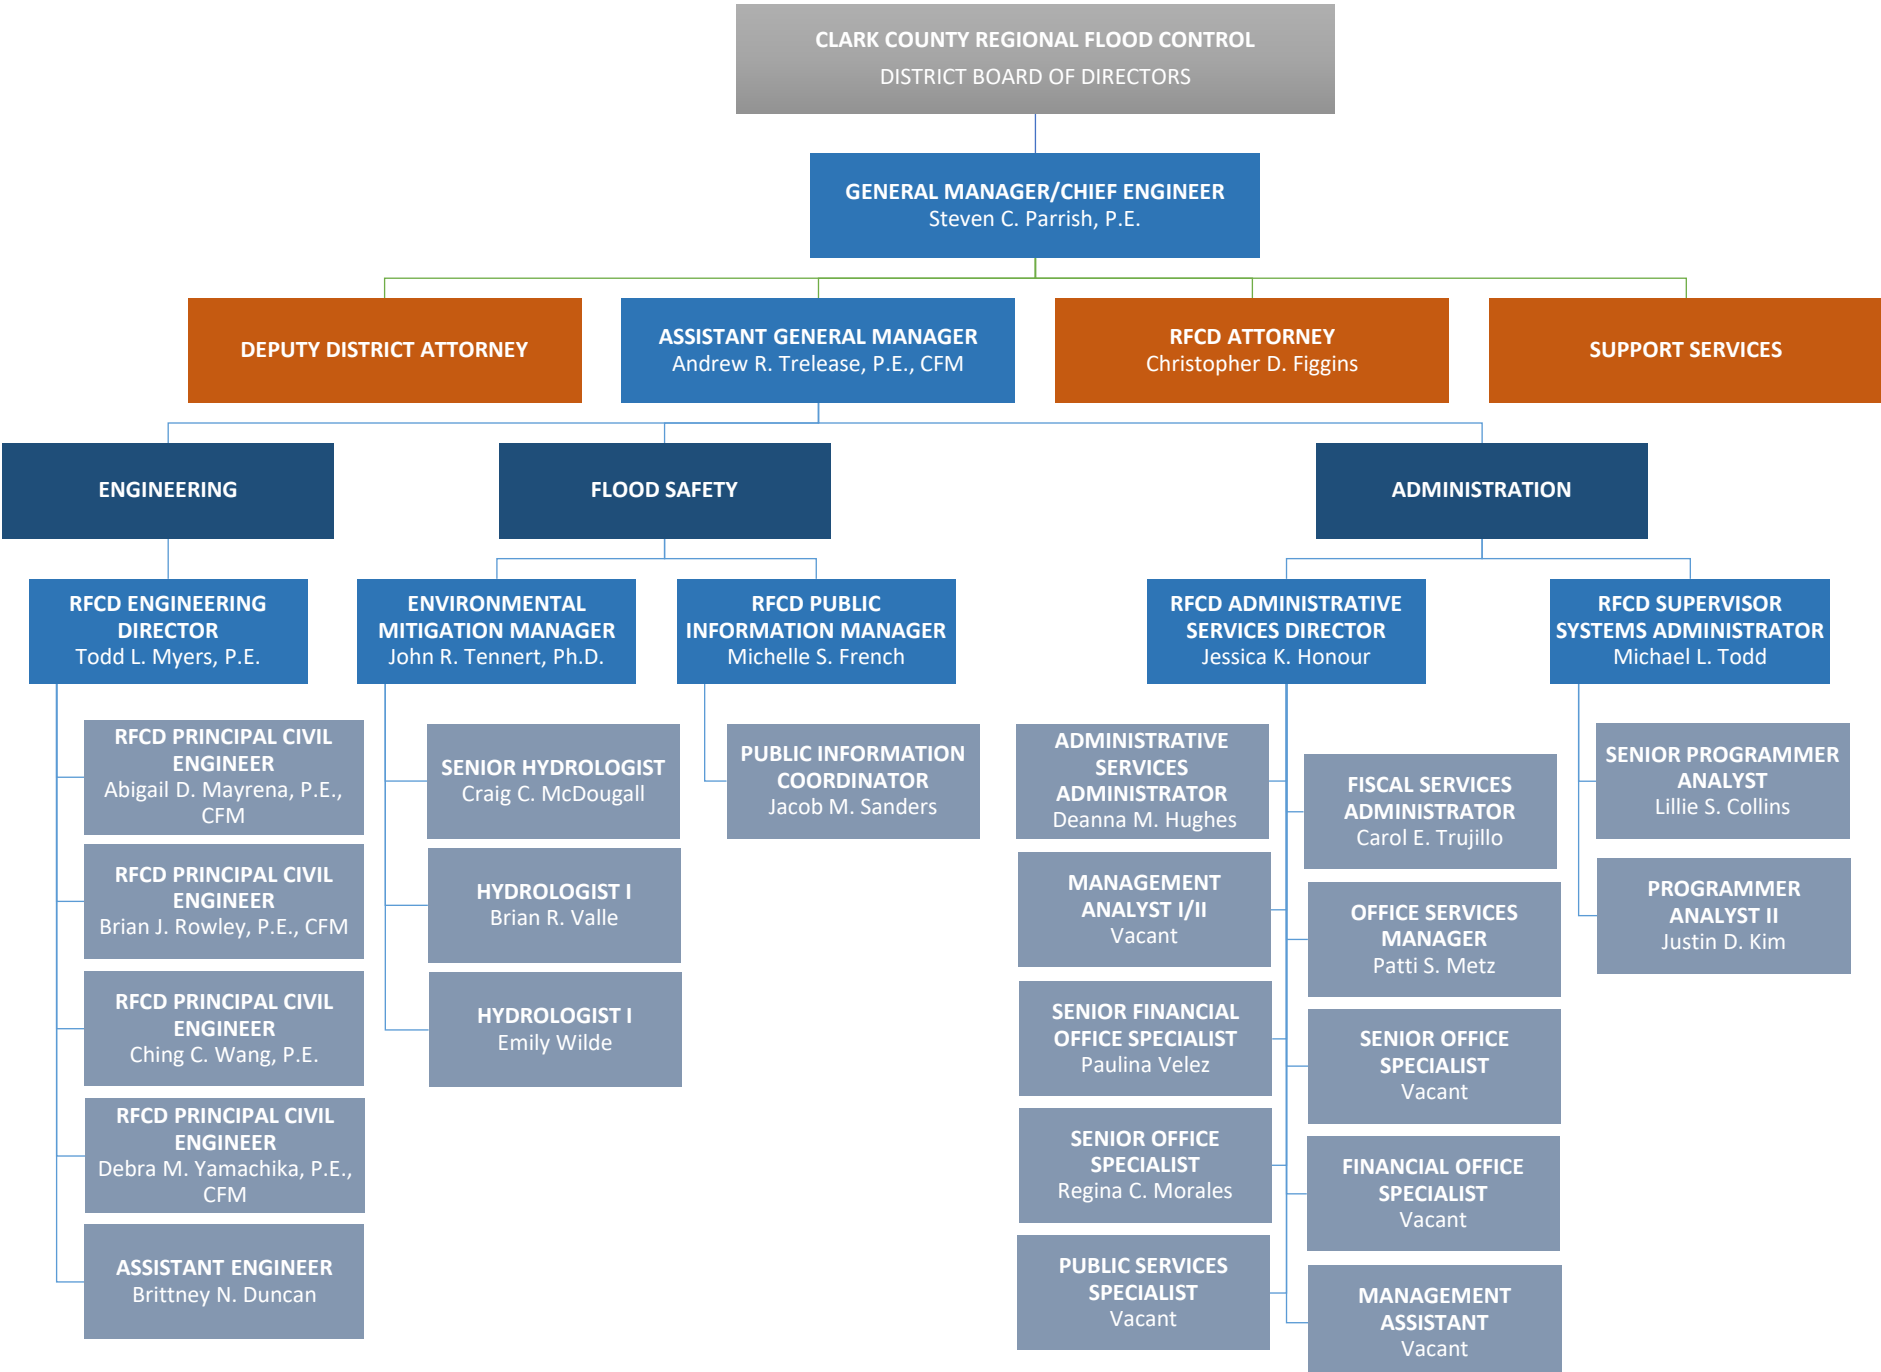 CLARK COUNTY REGIONAL FLOOD CONTROL
DISTRICT BOARD OF DIRECTORS
GENERAL MANAGER/CHIEF ENGINEER
Steven C. Parrish, P.E.
DEPUTY DISTRICT ATTORNEY
ASSISTANT GENERAL MANAGER
Andrew R. Trelease, P.E., CFM
RFCD ATTORNEY
Christopher D. Figgins
SUPPORT SERVICES
ENGINEERING
FLOOD SAFETY
ADMINISTRATION
RFCD ENGINEERING
DIRECTOR
Todd L. Myers, P.E.
ENVIRONMENTAL
MITIGATION MANAGER
John R. Tennert, Ph.D.
RFCD PUBLIC
INFORMATION MANAGER
Michelle S. French
RFCD ADMINISTRATIVE
SERVICES DIRECTOR
Jessica K. Honour
RFCD SUPERVISOR
SYSTEMS ADMINISTRATOR
Michael L. Todd
RFCD PRINCIPAL CIVIL
ENGINEER
Abigail D. Mayrena, P.E.,
CFM
RFCD PRINCIPAL CIVIL
ENGINEER
Brian J. Rowley, P.E., CFM
RFCD PRINCIPAL CIVIL
ENGINEER
Ching C. Wang, P.E.
RFCD PRINCIPAL CIVIL
ENGINEER
Debra M. Yamachika, P.E.,
CFM
ASSISTANT ENGINEER
Brittney N. Duncan
SENIOR HYDROLOGIST
Craig C. McDougall
HYDROLOGIST I
Brian R. Valle
HYDROLOGIST I
Emily Wilde
PUBLIC INFORMATION
COORDINATOR
Jacob M. Sanders
ADMINISTRATIVE
SERVICES
ADMINISTRATOR
Deanna M. Hughes
MANAGEMENT
ANALYST I/II
Vacant
SENIOR FINANCIAL
OFFICE SPECIALIST
Paulina Velez
SENIOR OFFICE
SPECIALIST
Regina C. Morales
PUBLIC SERVICES
SPECIALIST
Vacant
FISCAL SERVICES
ADMINISTRATOR
Carol E. Trujillo
OFFICE SERVICES
MANAGER
Patti S. Metz
SENIOR OFFICE
SPECIALIST
Vacant
FINANCIAL OFFICE
SPECIALIST
Vacant
MANAGEMENT
ASSISTANT
Vacant
SENIOR PROGRAMMER
ANALYST
Lillie S. Collins
PROGRAMMER
ANALYST II
Justin D. Kim